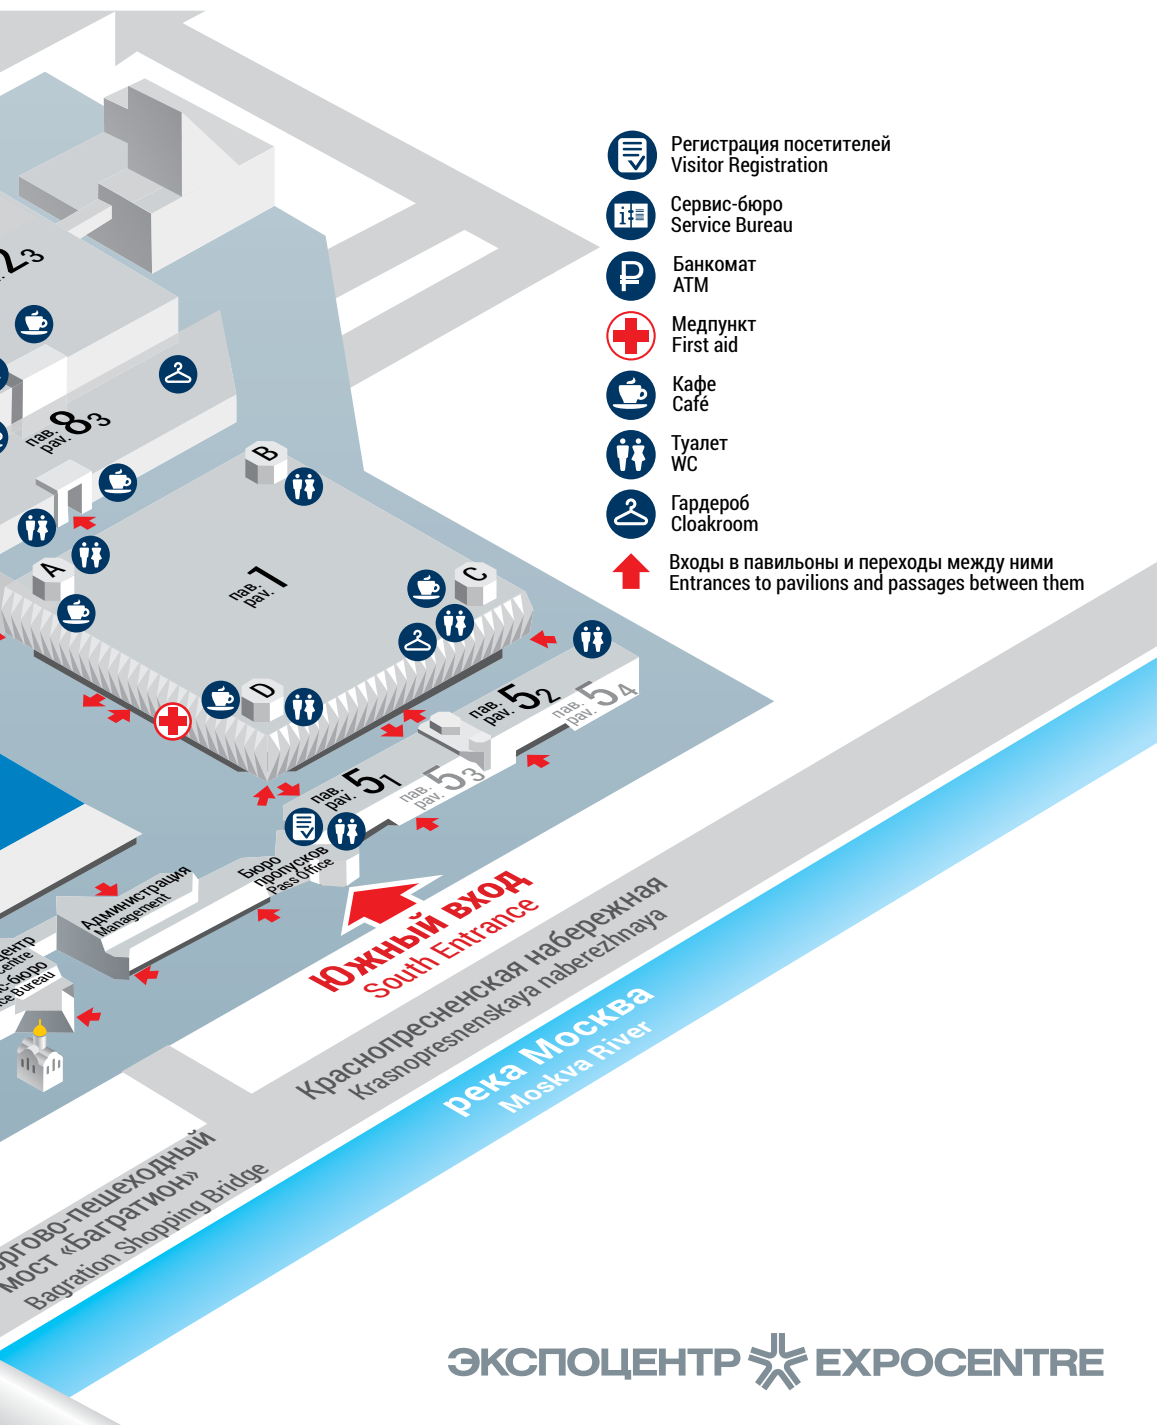 Регистрация посетителей
Visitor Registration
Сервис-бюро
Service Bureau
Банкомат
ATM
Медпункт
First aid
Кафе
Café
Туалет
WC
Гардероб
Cloakroom
Входы в павильоны и переходы между ними
Entrances to pavilions and passages between them
2 3
пав. 8 3
pav.
B
A
пав. 1
pav.
C
D
пав. 5 2
pav.
пав. 5 4
pav.
пав. 5 1
pav.
пав. 5 3
pav.
Бюро
пропусков
Pass Office
Администрация
Management
Южный вход
South Entrance
Краснопресненская набережная
Krasnopresnenskaya naberezhnaya
река Москва
Moskva River
мост «Багратион»
Bagration Shopping Bridge
ЭКСПОЦЕНТР EXPOCENTRE